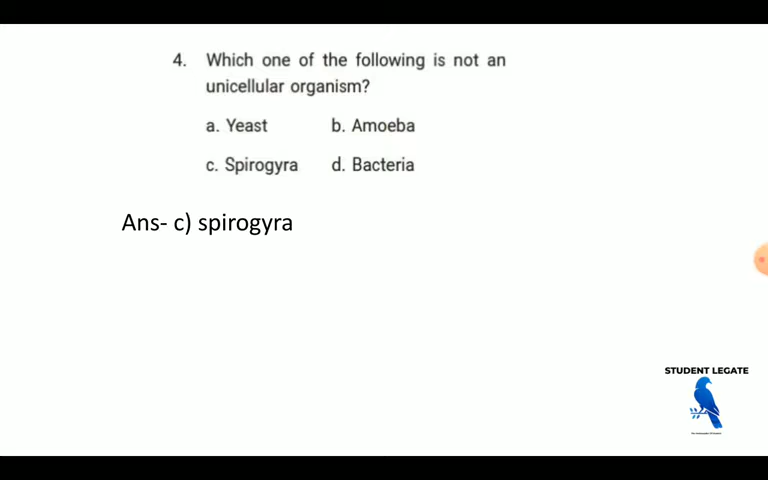 4. Which one of the following is not an
unicellular organism?
a. Yeast b. Amoeba
c. Spirogyra d. Bacteria
Ans- c) spirogyra
STUDENT LEGATE